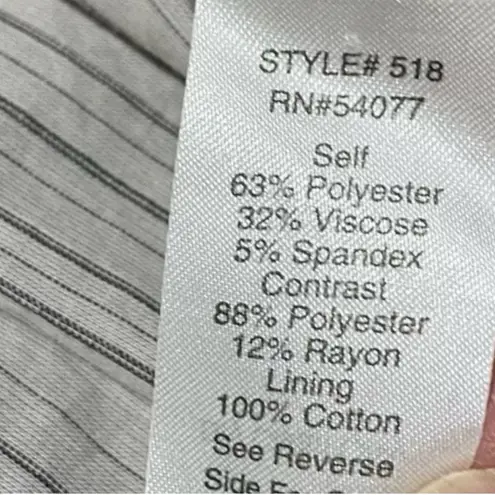 STYLE# 518
RN#54077
Self
63% Polyester
32% Viscose
5% Spandex
Contrast
88% Polyester
12% Rayon
Lining
100% Cotton
See Reverse
Side